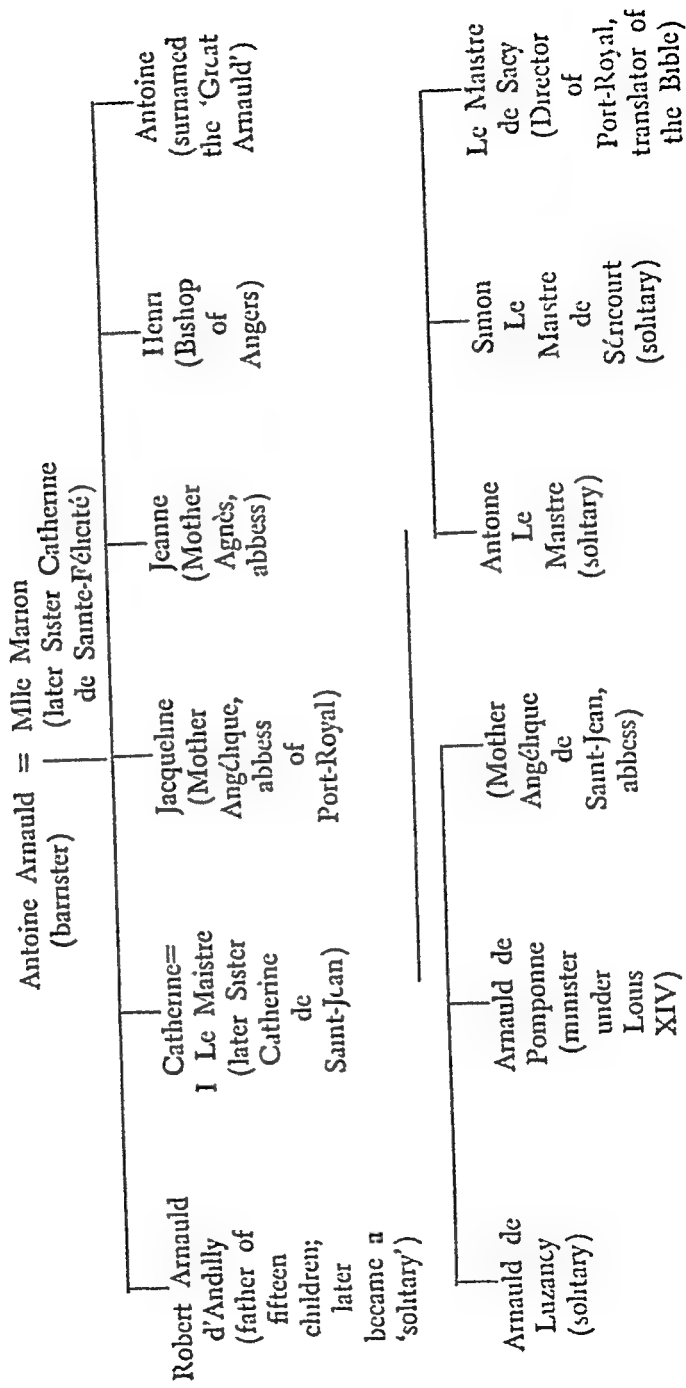 Antoine Arnauld = Mlle Marion
(barrister)
(later Sister Catherine
de Sainte-Félicité)
Robert Arnauld
d'Andilly
(father of
fifteen
children;
later
became a
'solitary')
Catherine=
I Le Maistre
(later Sister
Catherine
de
Saint-Jean)
Jacqueline
(Mother
Angélique,
abbess
of
Port-Royal)
Jeanne
(Mother
Agnès,
abbess)
Henri
(Bishop
of
Angers)
Antoine
(surnamed
the 'Great
Arnauld')
Arnauld de
Luzancy
(solitary)
Arnauld de
Pomponne
(minister
under
Louis
XIV)
(Mother
Angélique
de
Saint-Jean,
abbess)
Antoine
Le
Maistre
(solitary)
Simon
Le
Maistre
de
Séricourt
(solitary)
Le Maistre
de Sacy
(Director
of
Port-Royal,
translator of
the Bible)